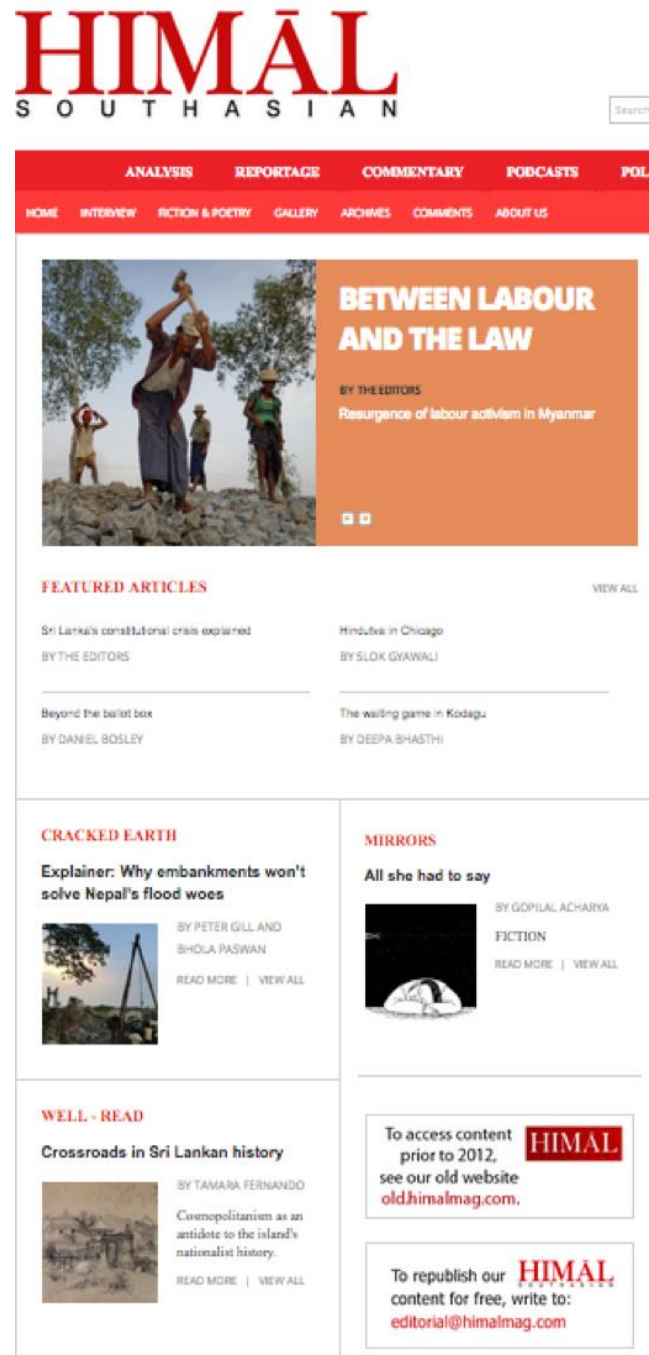 HIMĀL
SOUTHASIAN
Search
ANALYSIS REPORTAGE COMMENTARY PODCASTS POL
HOME INTERVIEW FICTION & POETRY GALLERY ARCHIVES COMMENTS ABOUT US
BETWEEN LABOUR
AND THE LAW
BY THE EDITORS
Resurgence of labour activism in Myanmar
FEATURED ARTICLES
VIEW ALL
Sri Lanka's constitutional crisis explained
BY THE EDITORS
Hindutva in Chicago
BY SLOK GYAWALI
Beyond the ballot box
BY DANIEL BOSLEY
The waiting game in Kodagu
BY DEEPA BHASTHI
CRACKED EARTH
Explainer: Why embankments won't
solve Nepal's flood woes
BY PETER GILL AND
BHOLA PASWAN
READ MORE | VIEW ALL
MIRRORS
All she had to say
BY GOPILAL ACHARYA
FICTION
READ MORE | VIEW ALL
WELL - READ
Crossroads in Sri Lankan history
BY TAMARA FERNANDO
Cosmopolitanism as an
antidote to the island's
nationalist history.
READ MORE | VIEW ALL
To access content
prior to 2012,
see our old website
old.himalmag.com.
HIMĀL
To republish our HIMĀL
SOUTHASIAN
content for free, write to:
editorial@himalmag.com